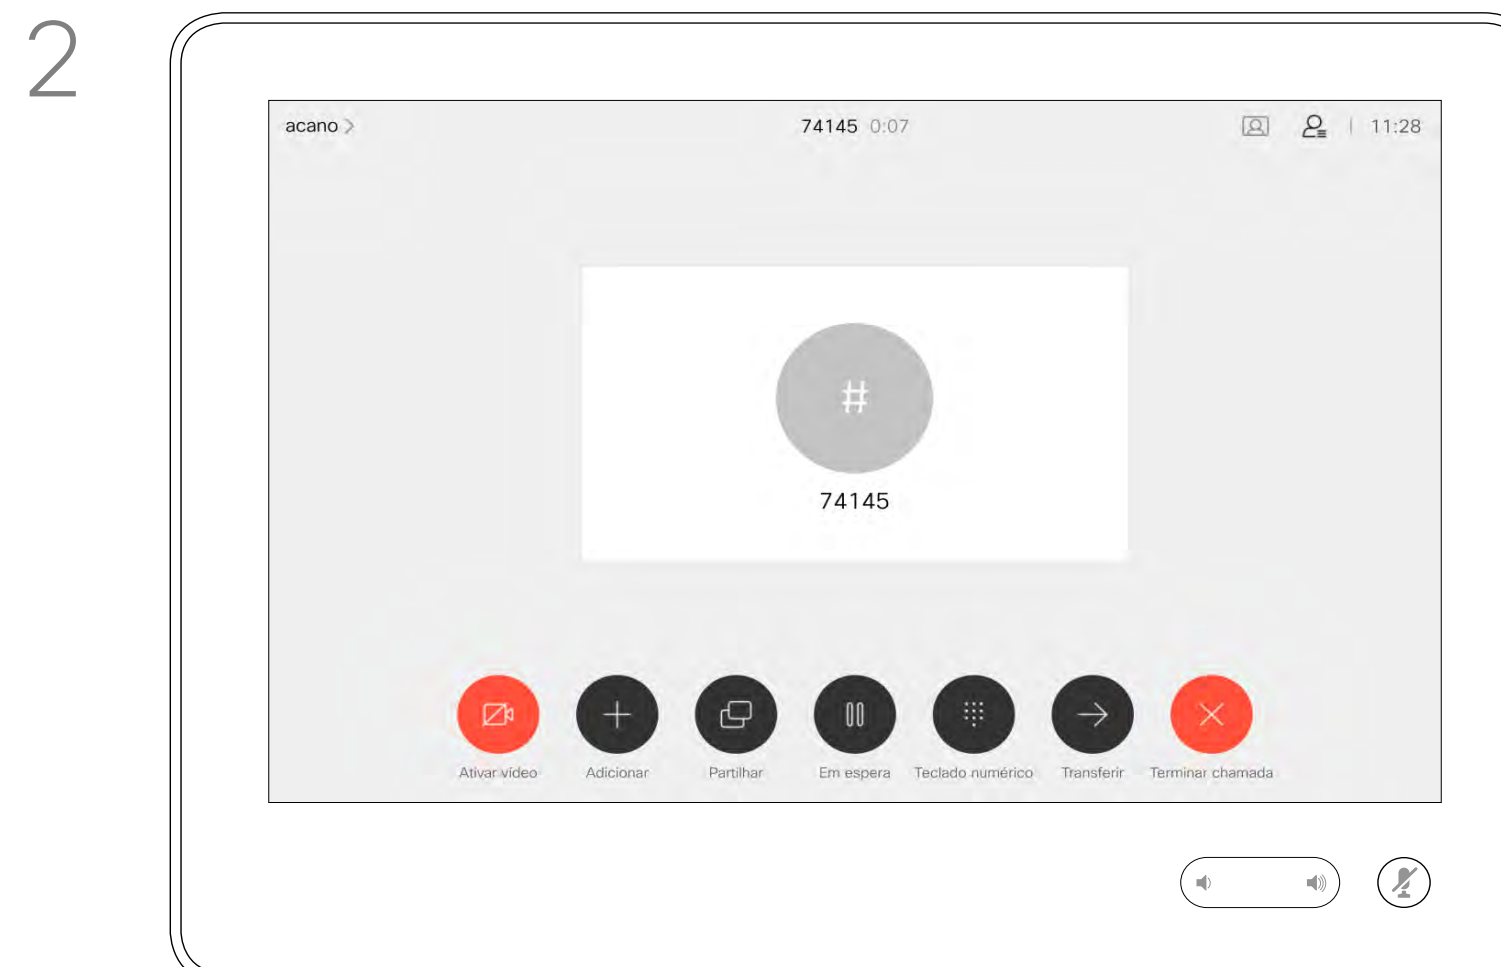 2
acano
74145 0:07
11:28
#
74145
Ativar vídeo
Adicionar
Partilhar
Em espera
Teclado numérico
Transferir
Terminar chamada